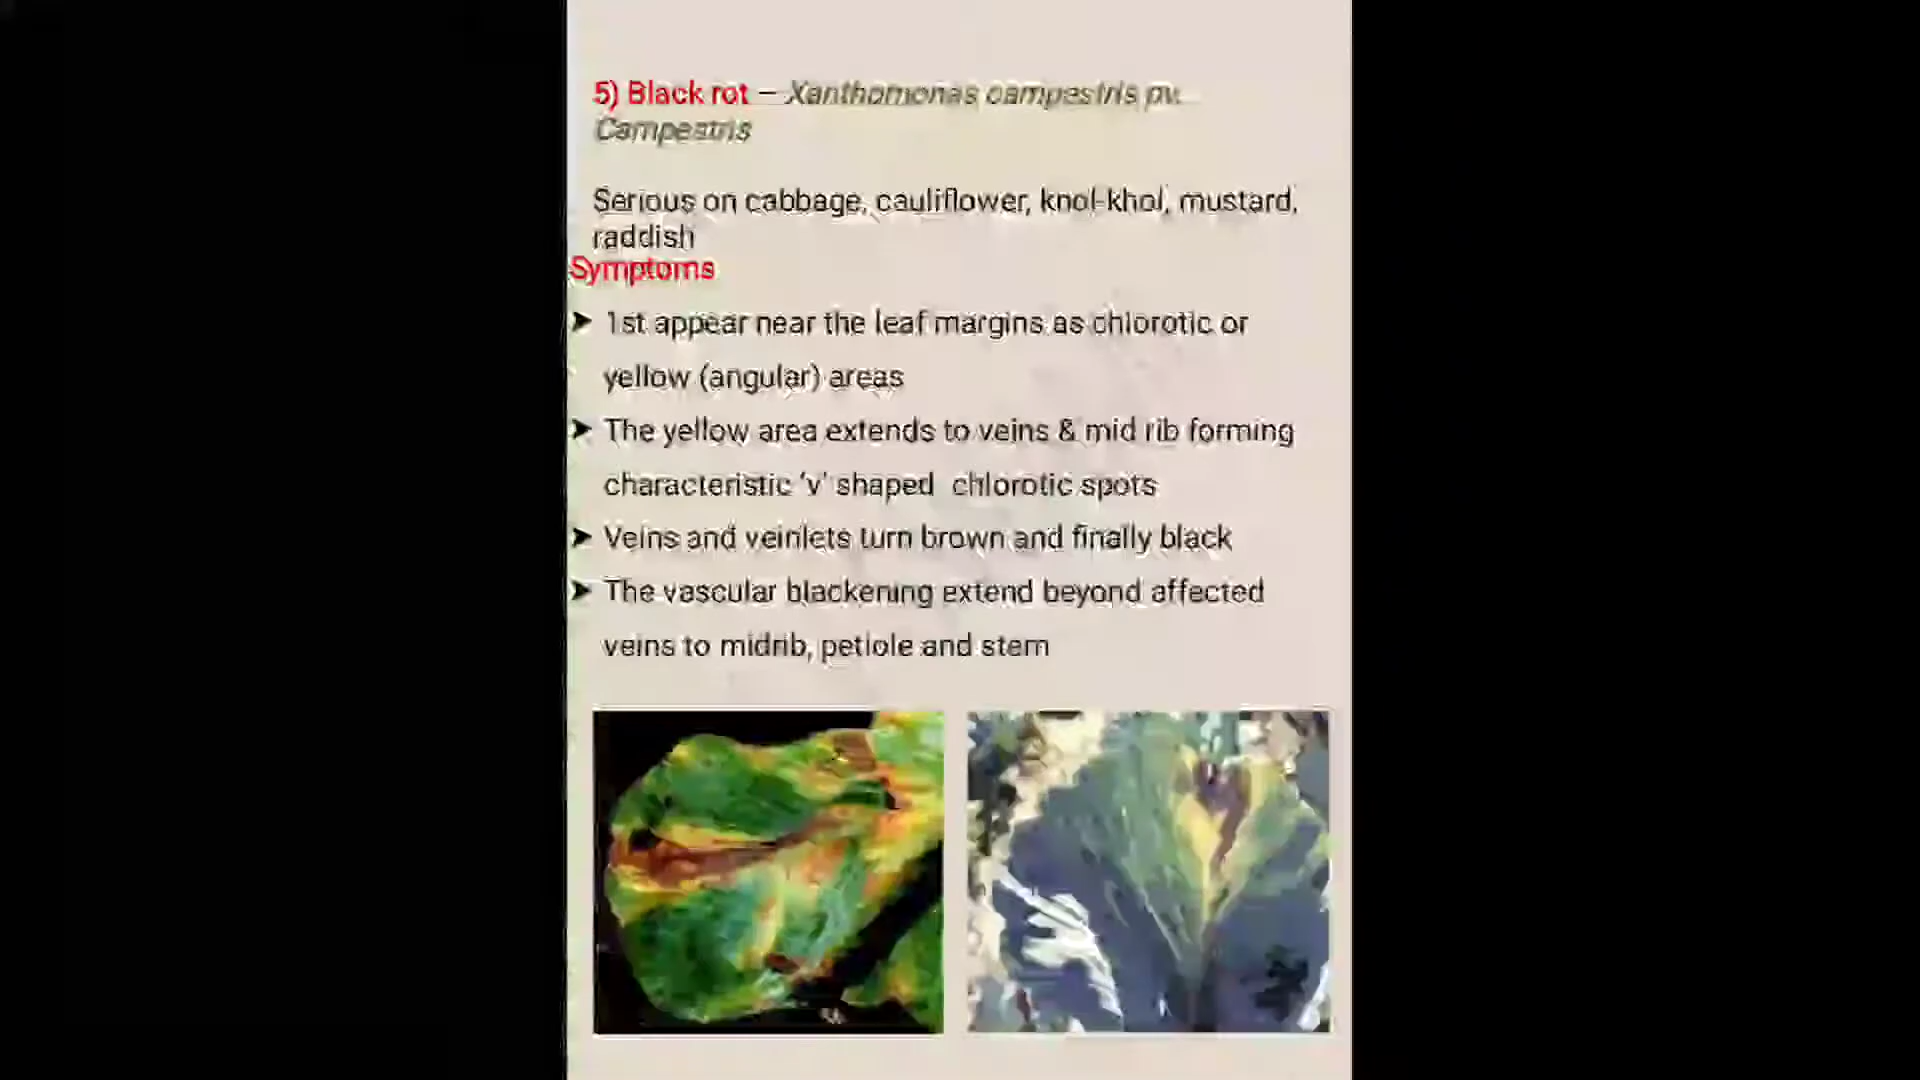 5) Black rot – Xanthomonas campestris pv.
Campestris
Serious on cabbage, cauliflower, knol-khol, mustard,
raddish
Symptoms
➤ 1st appear near the leaf margins as chlorotic or
yellow (angular) areas
➤ The yellow area extends to veins & mid rib forming
characteristic 'v' shaped chlorotic spots
➤ Veins and veinlets turn brown and finally black
➤ The vascular blackening extend beyond affected
veins to midrib, petiole and stem